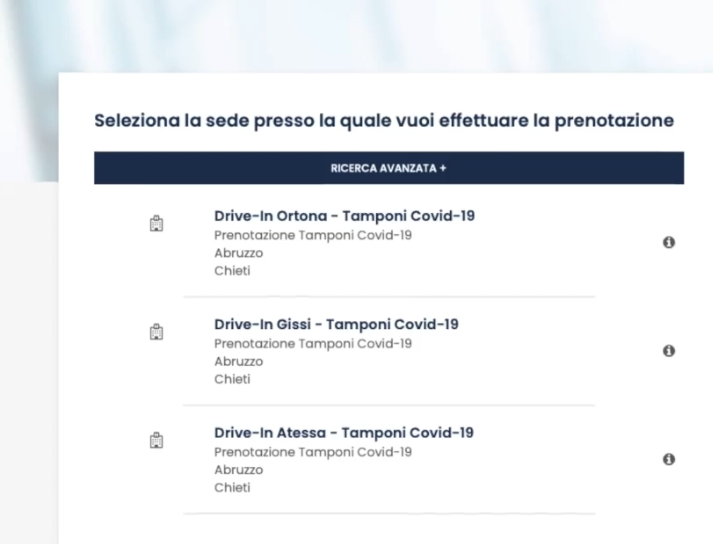 Seleziona la sede presso la quale vuoi effettuare la prenotazione
RICERCA AVANZATA +
Drive-In Ortona - Tamponi Covid-19
Prenotazione Tamponi Covid-19
Abruzzo
Chieti
Drive-In Gissi - Tamponi Covid-19
Prenotazione Tamponi Covid-19
Abruzzo
Chieti
Drive-In Atessa - Tamponi Covid-19
Prenotazione Tamponi Covid-19
Abruzzo
Chieti